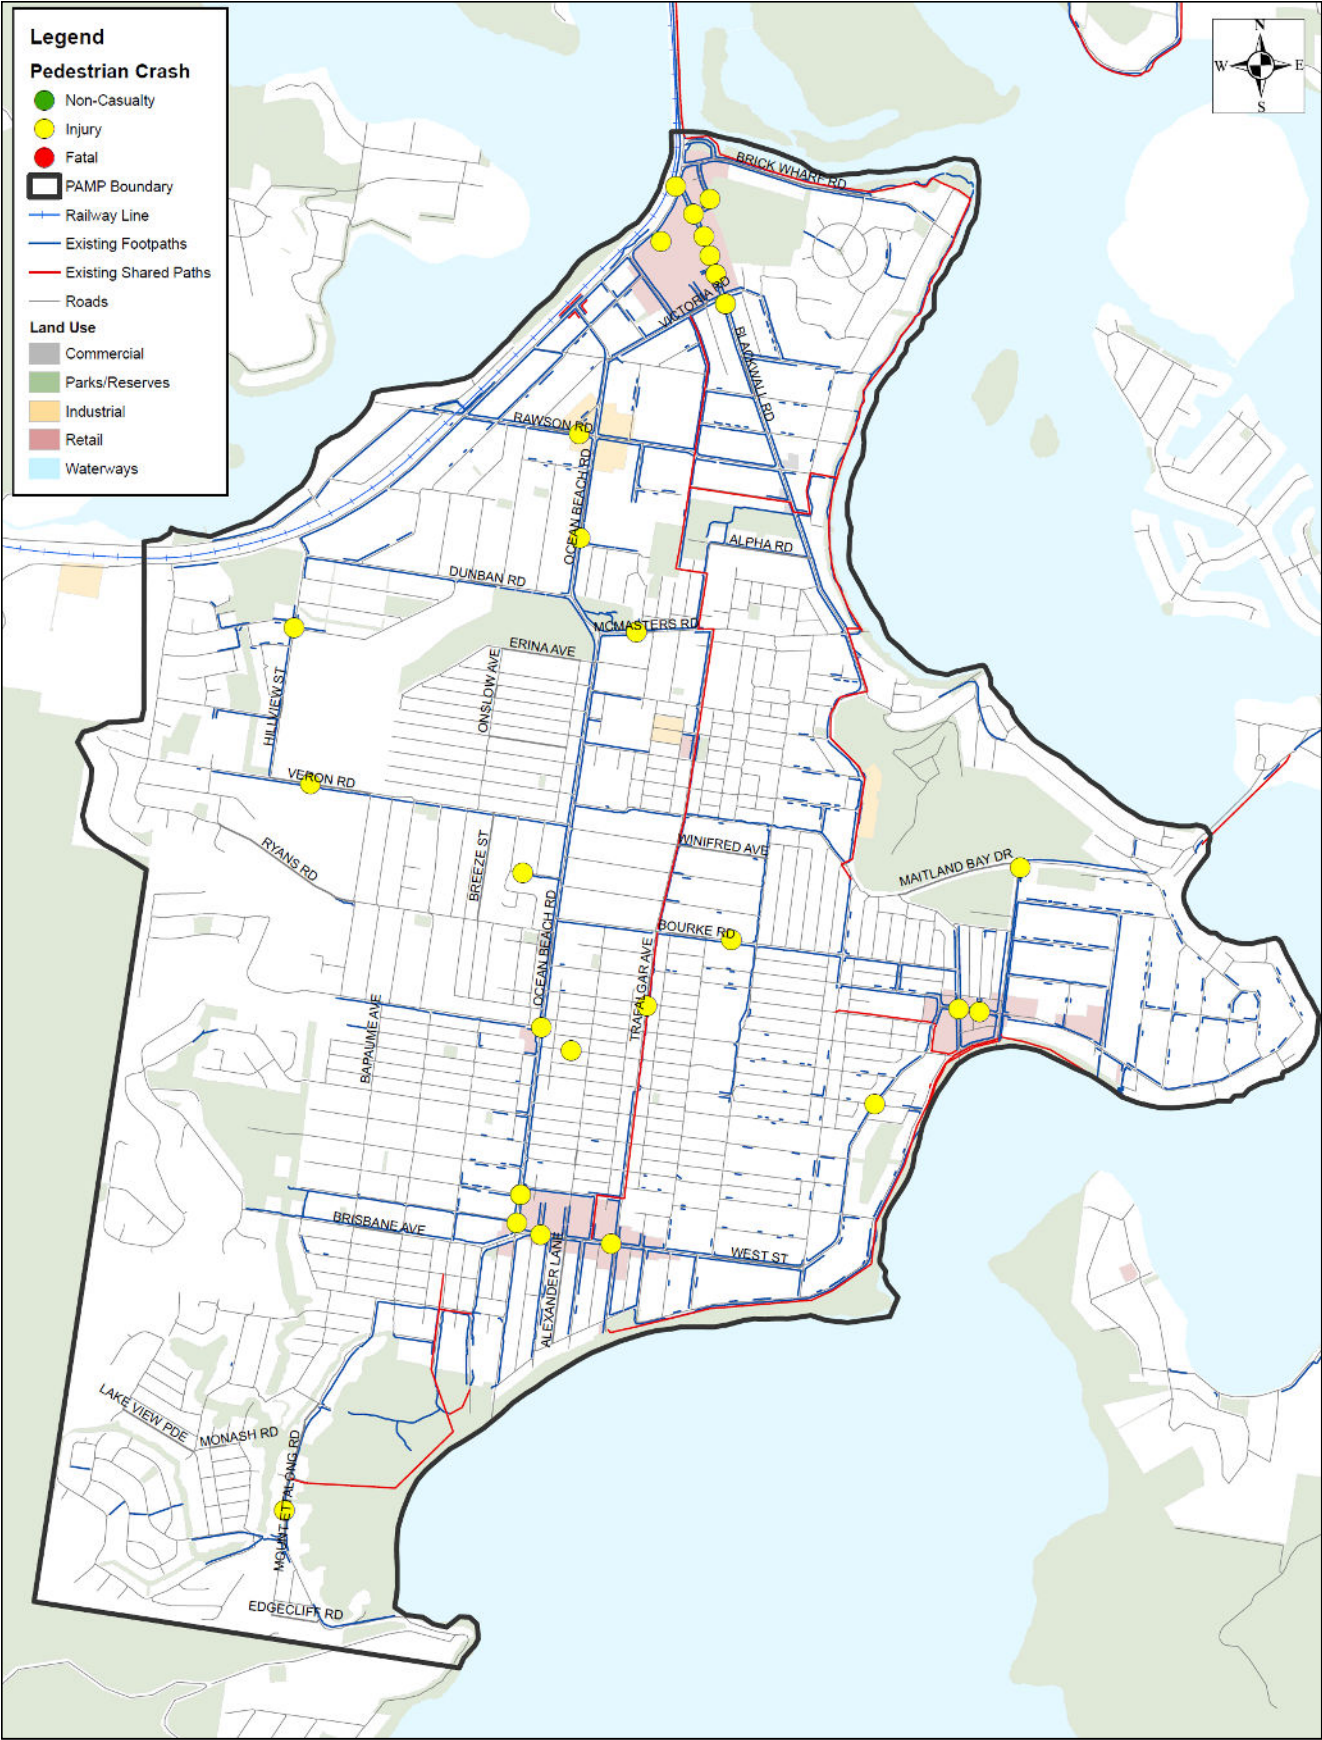 Legend
Pedestrian Crash
Non-Casualty
Injury
Fatal
PAMP Boundary
Railway Line
Existing Footpaths
Existing Shared Paths
Roads
Land Use
Commercial
Parks/Reserves
Industrial
Retail
Waterways
N
W E
S
BRICK WHARF RD
VICTORIA RD
BLACKWALL RD
RAWSON RD
OCEAN BEACH RD
ALPHA RD
DUNBAN RD
MCMASTERS RD
ERINA AVE
ONSLOW AVE
HILLVIEW ST
VERON RD
RYANS RD
BREEZE ST
WINIFRED AVE
MAITLAND BAY DR
OCEAN BEACH RD
BOURKE RD
TRAFALGAR AVE
BAPAUME AVE
BRISBANE AVE
WEST ST
ALEXANDER LANE
LAKE VIEW PDE
MONASH RD
MOUNT ETTALONG RD
EDGECLIFF RD